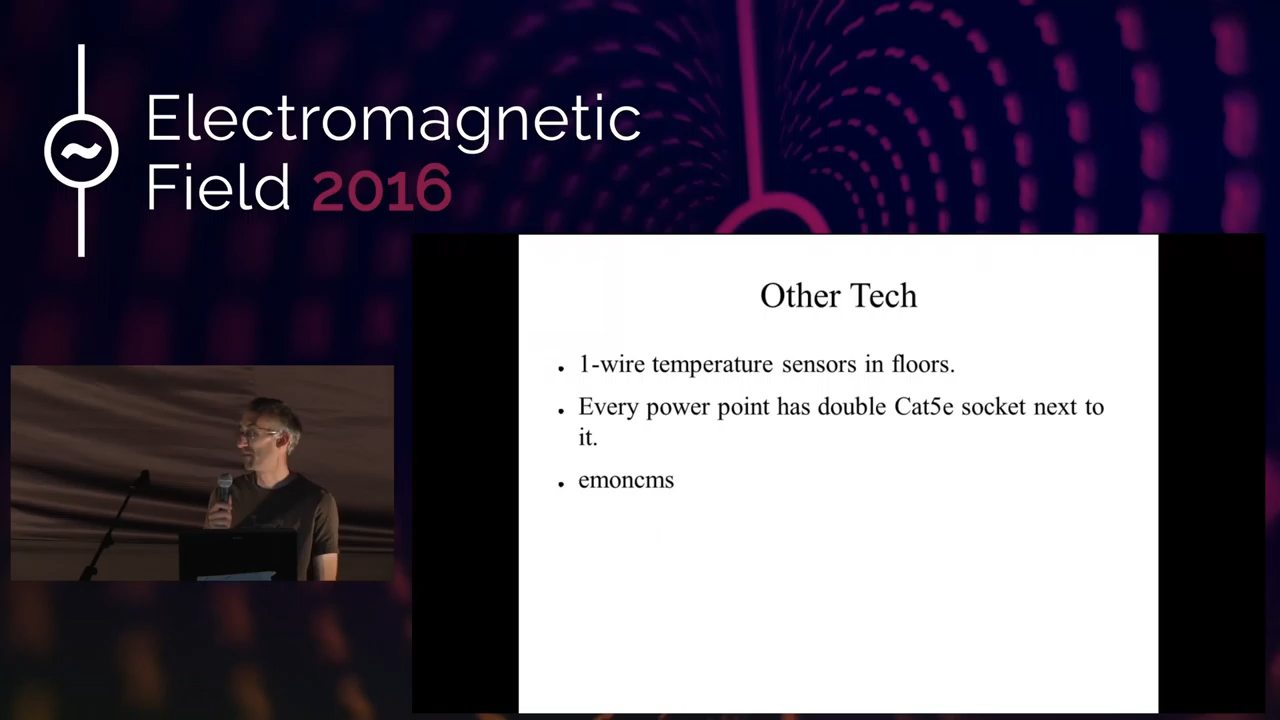 Electromagnetic
Field 2016
Other Tech
1-wire temperature sensors in floors.
Every power point has double Cat5e socket next to
it.
emoncms